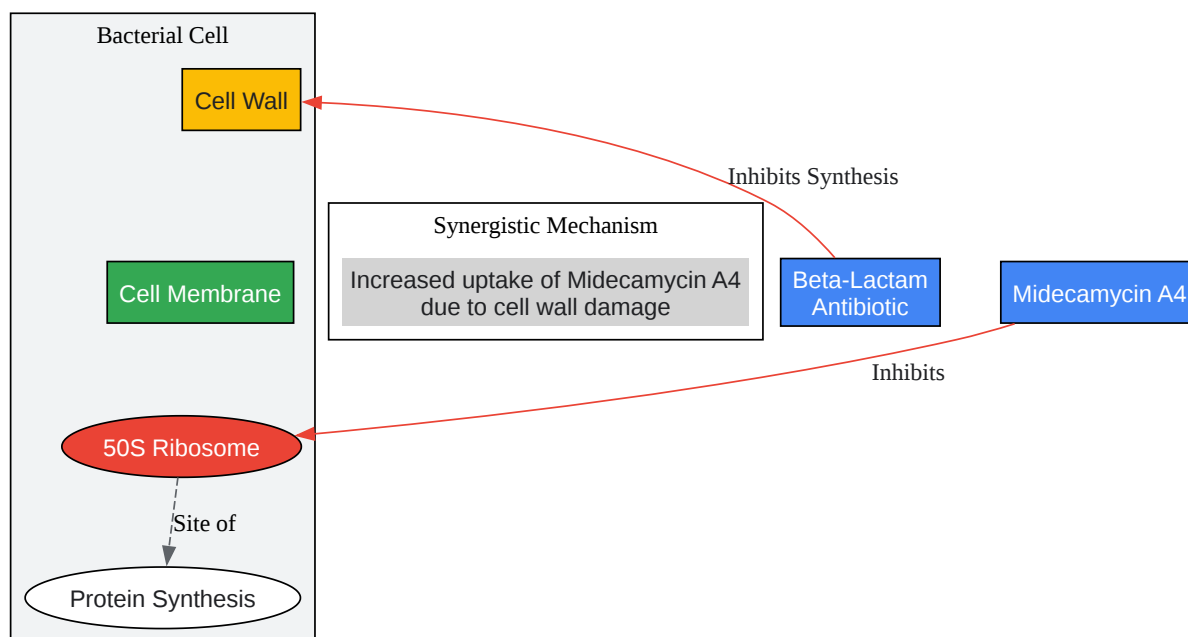 Bacterial Cell
Cell Wall
Inhibits Synthesis
Synergistic Mechanism
Increased uptake of Midecamycin A4
due to cell wall damage
Cell Membrane
Beta-Lactam
Antibiotic
Midecamycin A4
Inhibits
50S Ribosome
Site of
Protein Synthesis